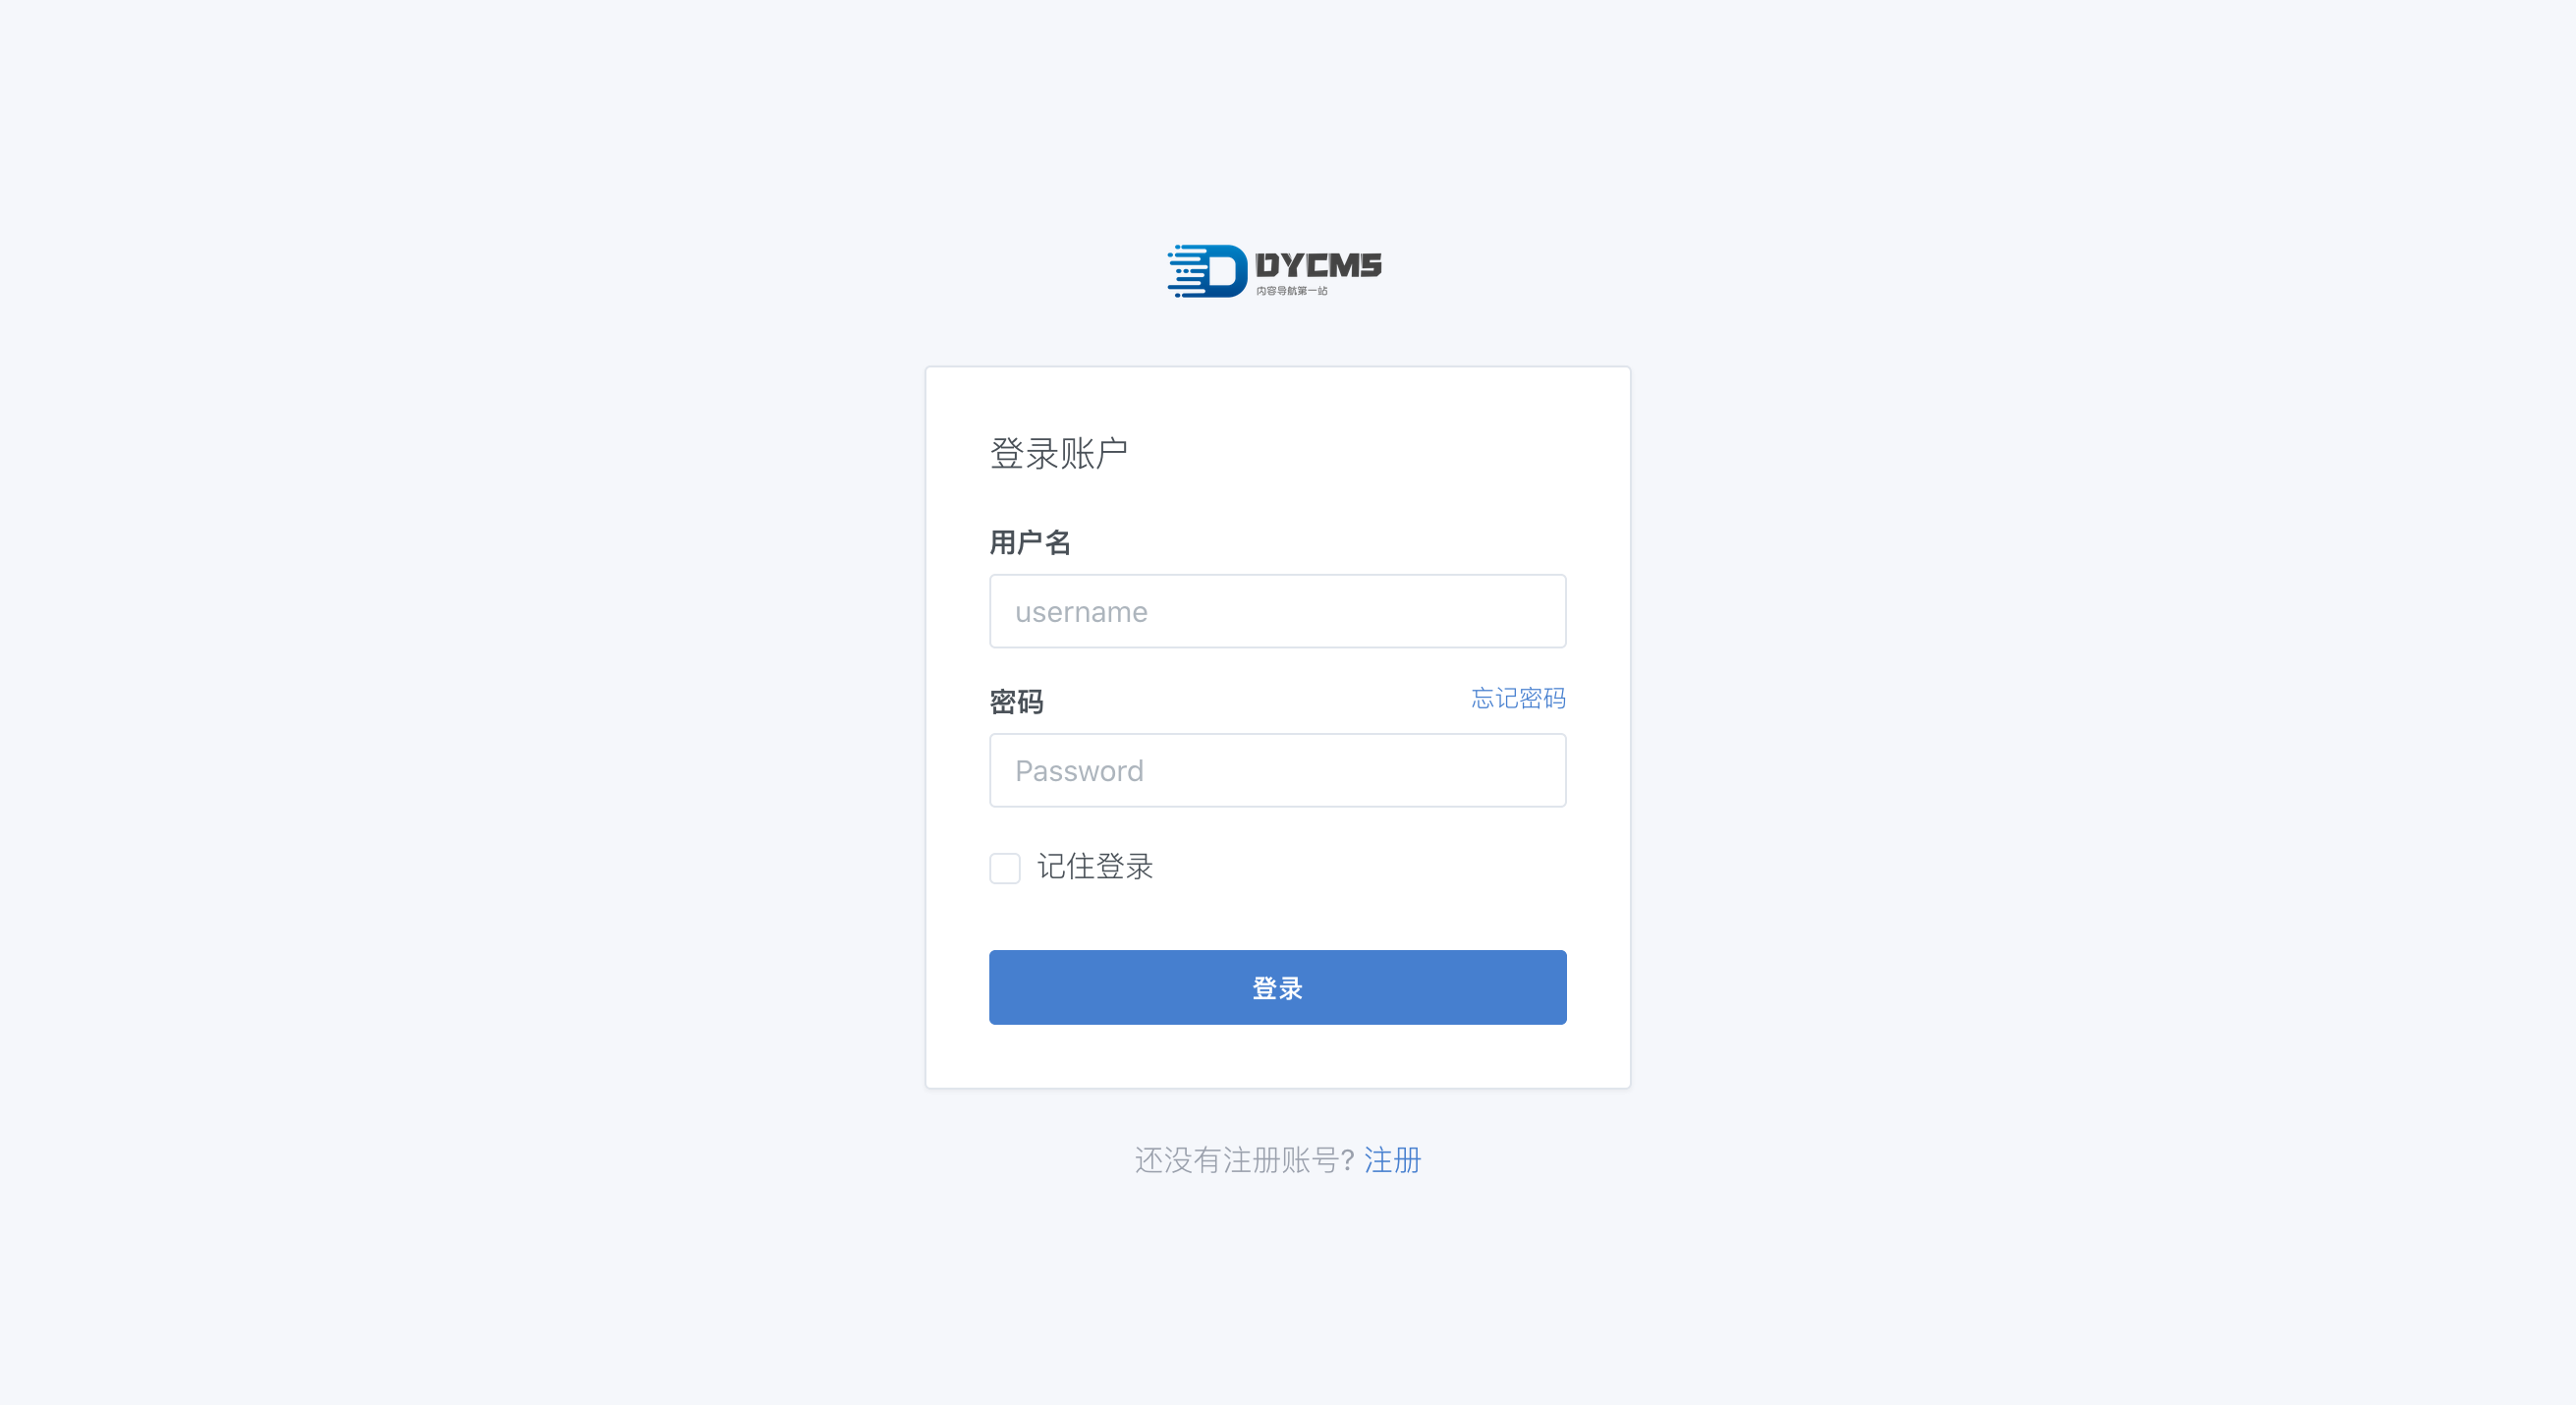 DYCMS
内容导航第一站
登录账户
用户名
username
密码 忘记密码
Password
记住登录
登录
还没有注册账号? 注册